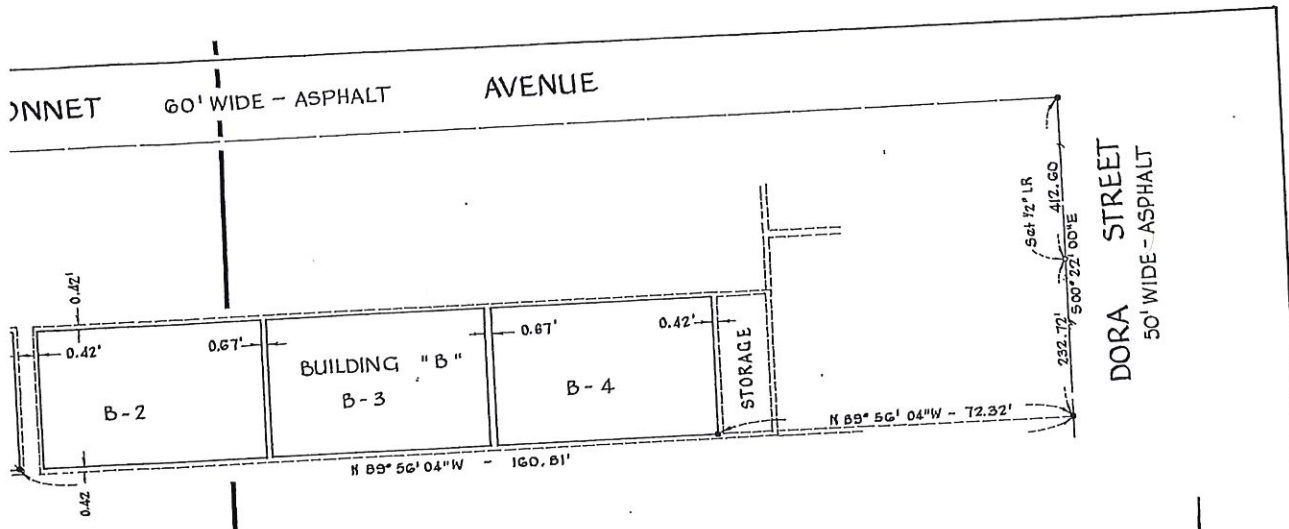 ONNET 60' WIDE - ASPHALT AVENUE
Set 1/2" I.R
412.60
S00° 22' 00"E
232.72'
DORA STREET
50' WIDE - ASPHALT
0.42'
0.42'
0.67'
0.67'
0.42'
BUILDING "B"
B-2
B-3
B-4
STORAGE
N 89° 56' 04"W - 72.32'
N 89° 56' 04"W - 160.81'
0.42